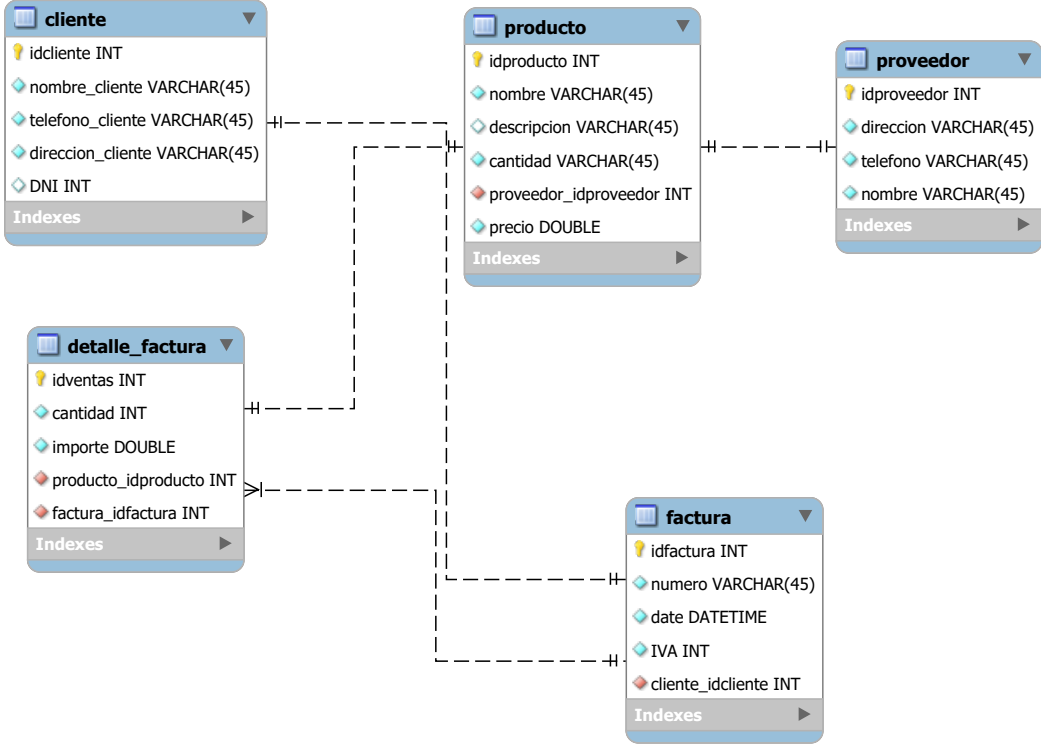 cliente
idcliente INT
nombre_cliente VARCHAR(45)
telefono_cliente VARCHAR(45)
direccion_cliente VARCHAR(45)
DNI INT
Indexes
producto
idproducto INT
nombre VARCHAR(45)
descripcion VARCHAR(45)
cantidad VARCHAR(45)
proveedor_idproveedor INT
precio DOUBLE
Indexes
proveedor
idproveedor INT
direccion VARCHAR(45)
telefono VARCHAR(45)
nombre VARCHAR(45)
Indexes
detalle_factura
idventas INT
cantidad INT
importe DOUBLE
producto_idproducto INT
factura_idfactura INT
Indexes
factura
idfactura INT
numero VARCHAR(45)
date DATETIME
IVA INT
cliente_idcliente INT
Indexes